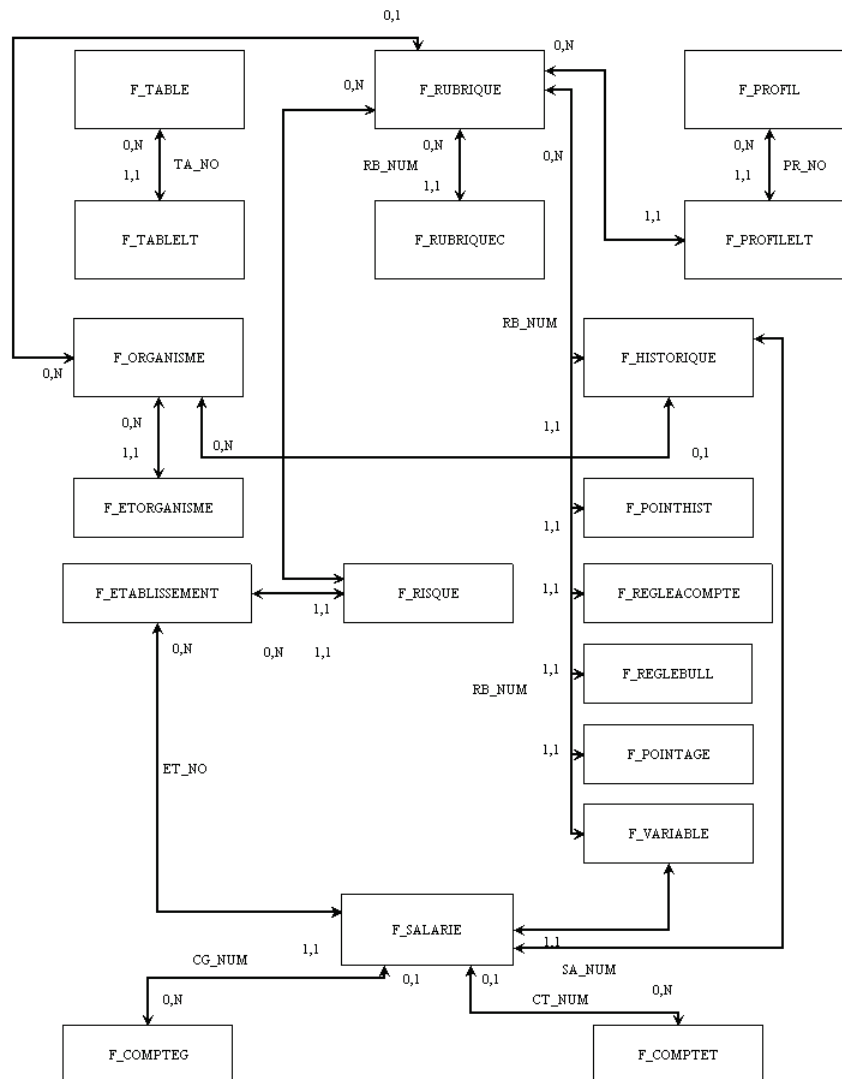 0,1
0,N
F_TABLE
0,N
F_RUBRIQUE
F_PROFIL
0,N
TA_NO
1,1
0,N
RB_NUM
1,1
0,N
0,N
PR_NO
1,1
F_TABLELT
F_RUBRIQUEC
1,1
F_PROFILELT
RB_NUM
F_ORGANISME
F_HISTORIQUE
0,N
0,N
1,1
0,N
1,1
0,1
F_ETORGANISME
F_POINTHIST
1,1
F_ETABLISSEMENT
F_RISQUE
1,1
1,1
F_REGLEACOMPTE
0,N
0,N
1,1
1,1
F_REGLEBULL
RB_NUM
1,1
F_POINTAGE
ET_NO
F_VARIABLE
F_SALARIE
1,1
1,1
CG_NUM
0,1
0,1
SA_NUM
0,N
CT_NUM
0,N
F_COMPTEG
F_COMPTET